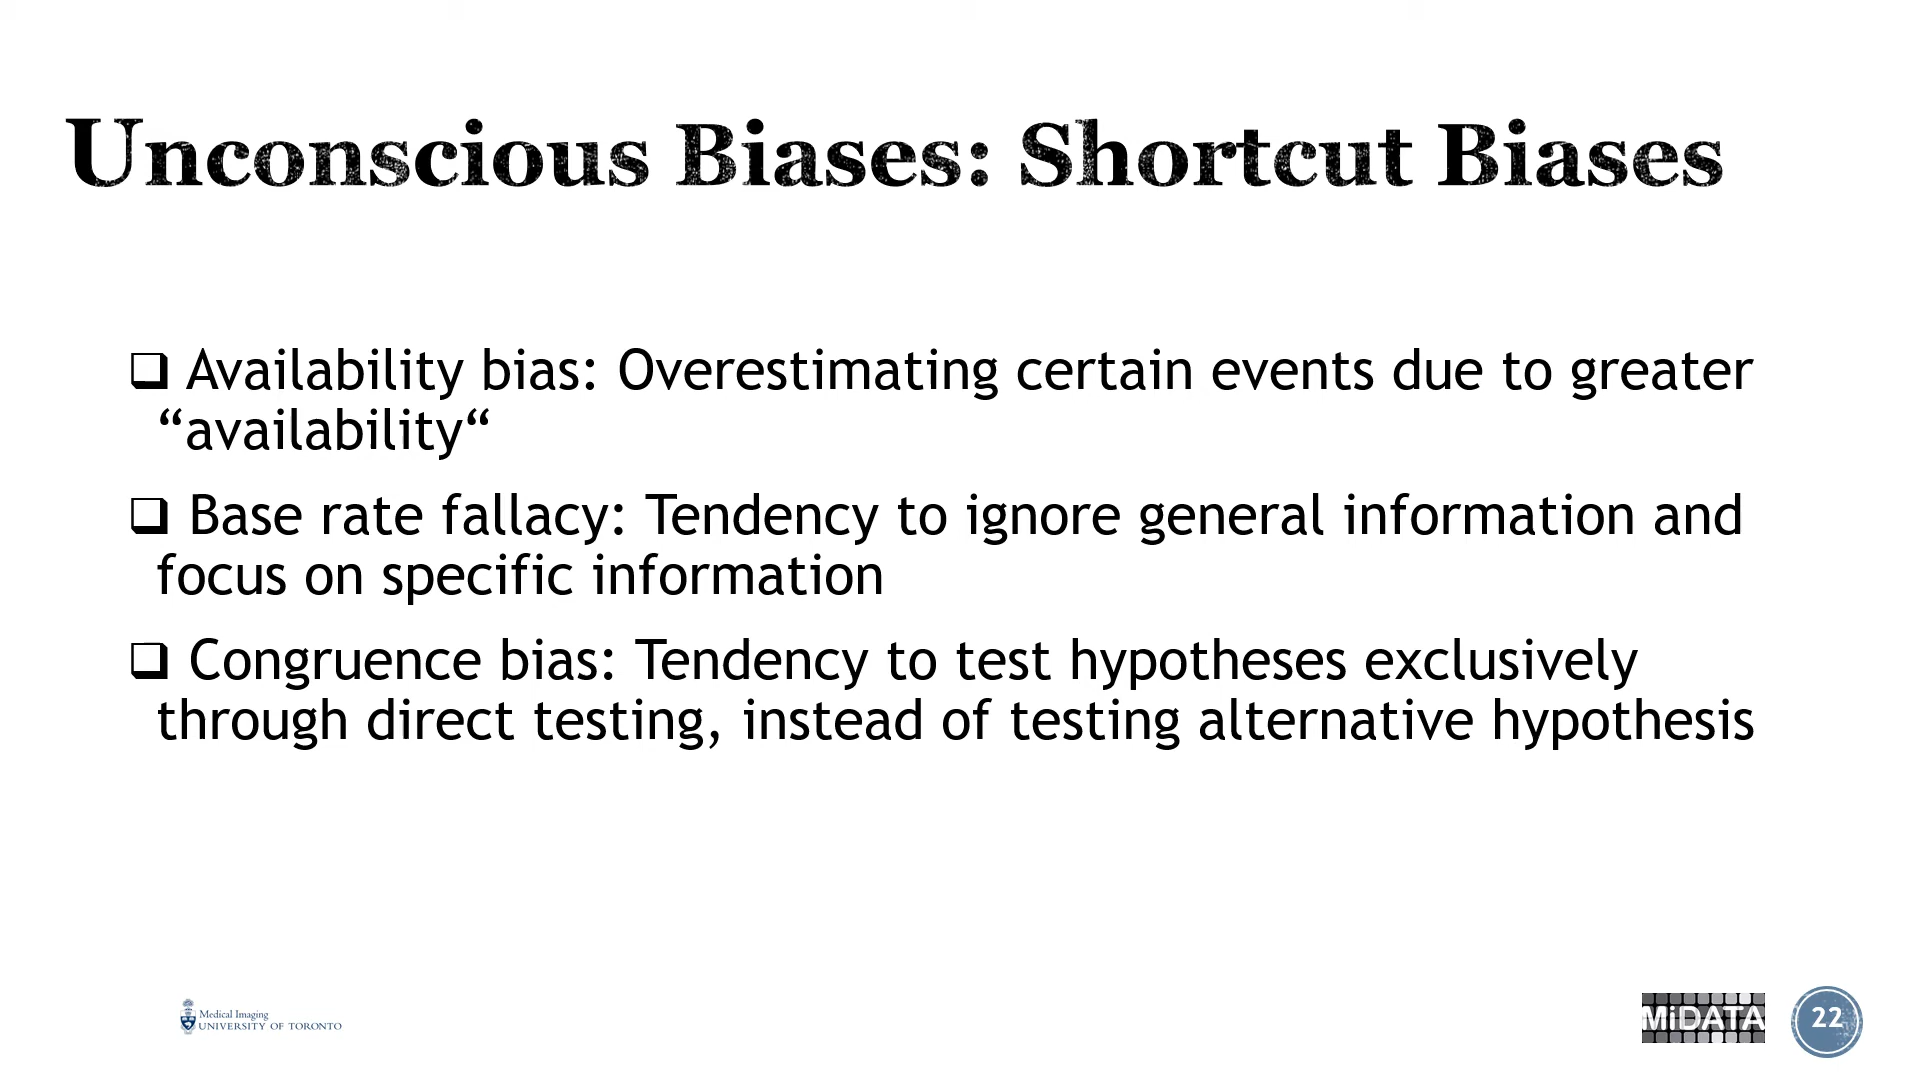 Unconscious Biases: Shortcut Biases
❑ Availability bias: Overestimating certain events due to greater
“availability“
❑ Base rate fallacy: Tendency to ignore general information and
focus on specific information
❑ Congruence bias: Tendency to test hypotheses exclusively
through direct testing, instead of testing alternative hypothesis
Medical Imaging
UNIVERSITY OF TORONTO
MiDATA
22